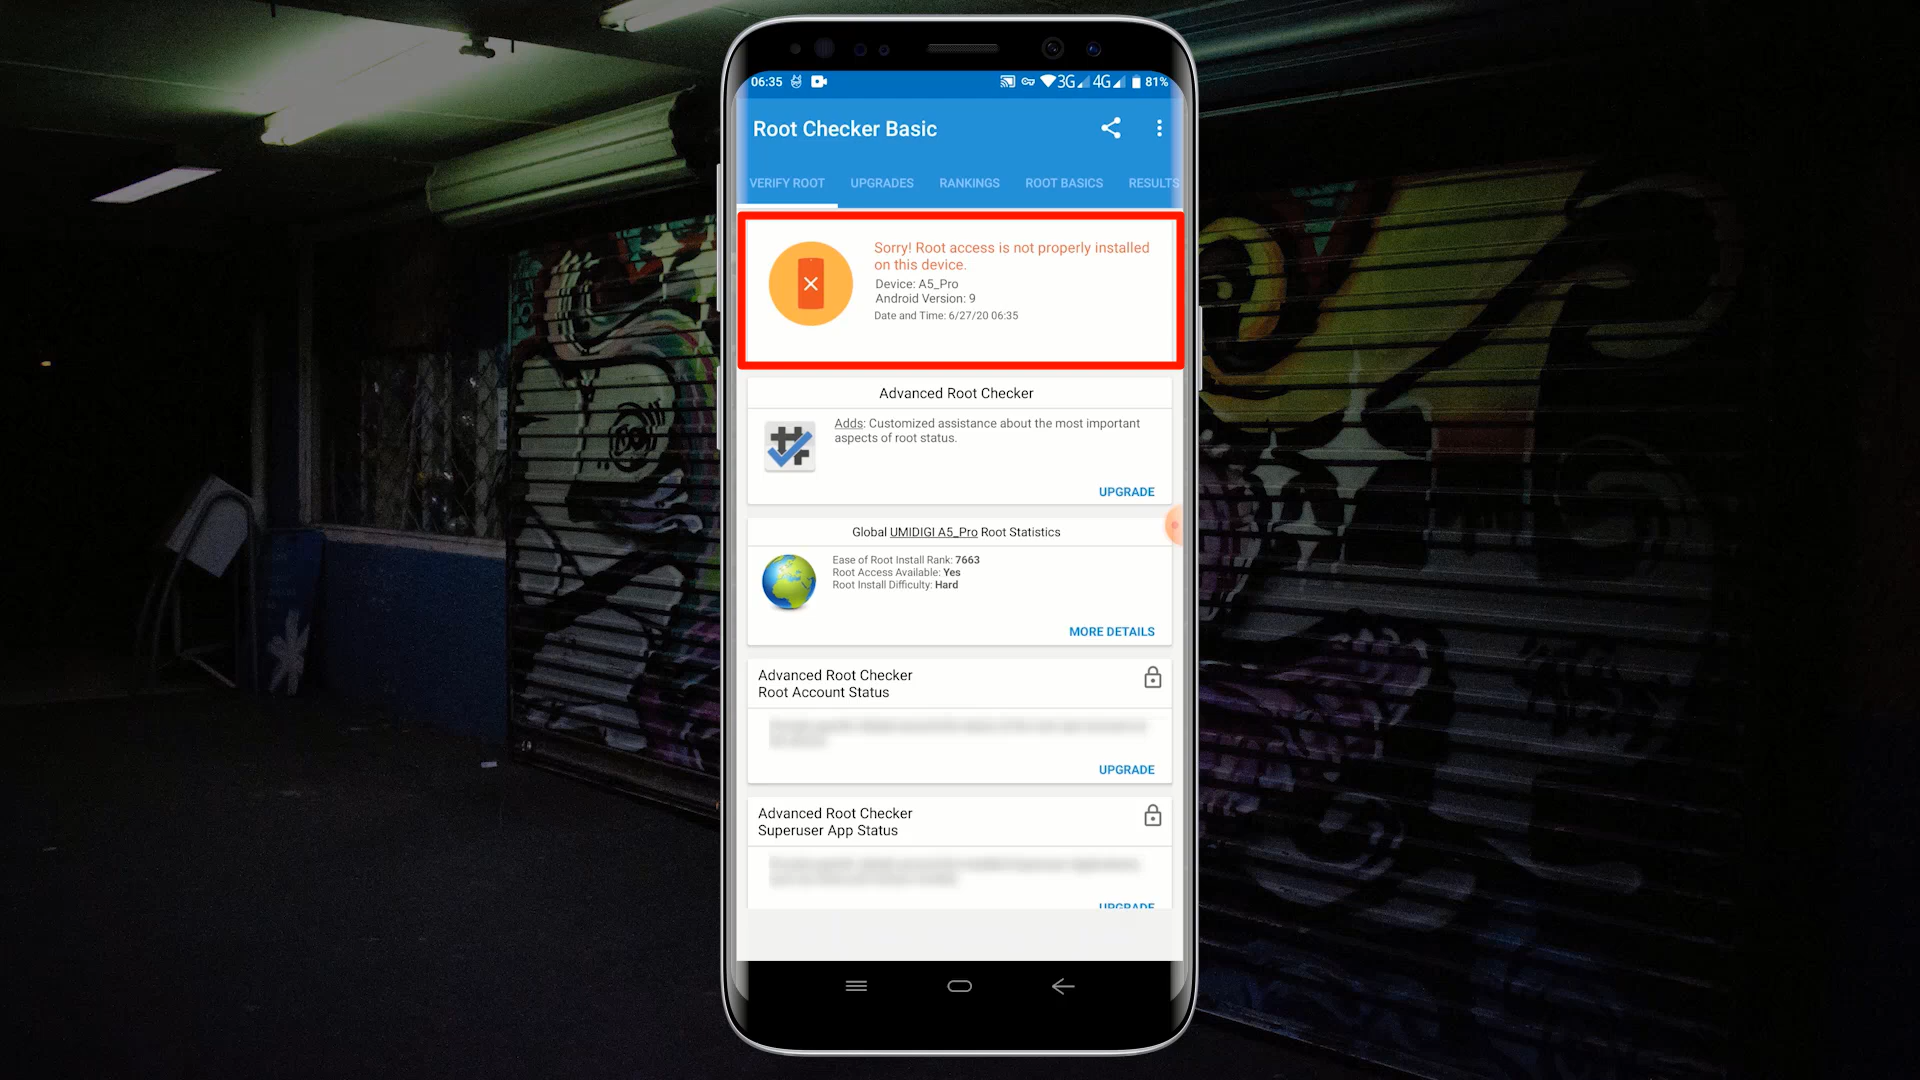 06:35
3G 4G 81%
Root Checker Basic
VERIFY ROOT UPGRADES RANKINGS ROOT BASICS RESULTS
Sorry! Root access is not properly installed
on this device.
Device: A5_Pro
Android Version: 9
Date and Time: 6/27/20 06:35
Advanced Root Checker
Adds: Customized assistance about the most important
aspects of root status.
UPGRADE
Global UMIDIGI A5_Pro Root Statistics
Ease of Root Install Rank: 7663
Root Access Available: Yes
Root Install Difficulty: Hard
MORE DETAILS
Advanced Root Checker
Root Account Status
UPGRADE
Advanced Root Checker
Superuser App Status
UPGRADE